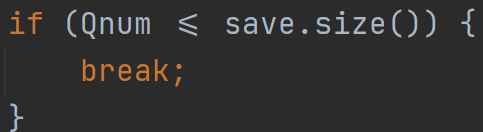 if (Qnum <= save.size()) {
    break;
}